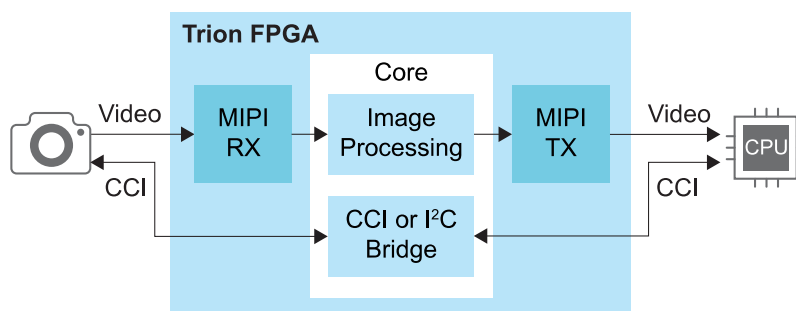 Trion FPGA
Core
Video
MIPI
RX
Image
Processing
MIPI
TX
Video
CPU
CCI
CCI
CCI or I²C
Bridge